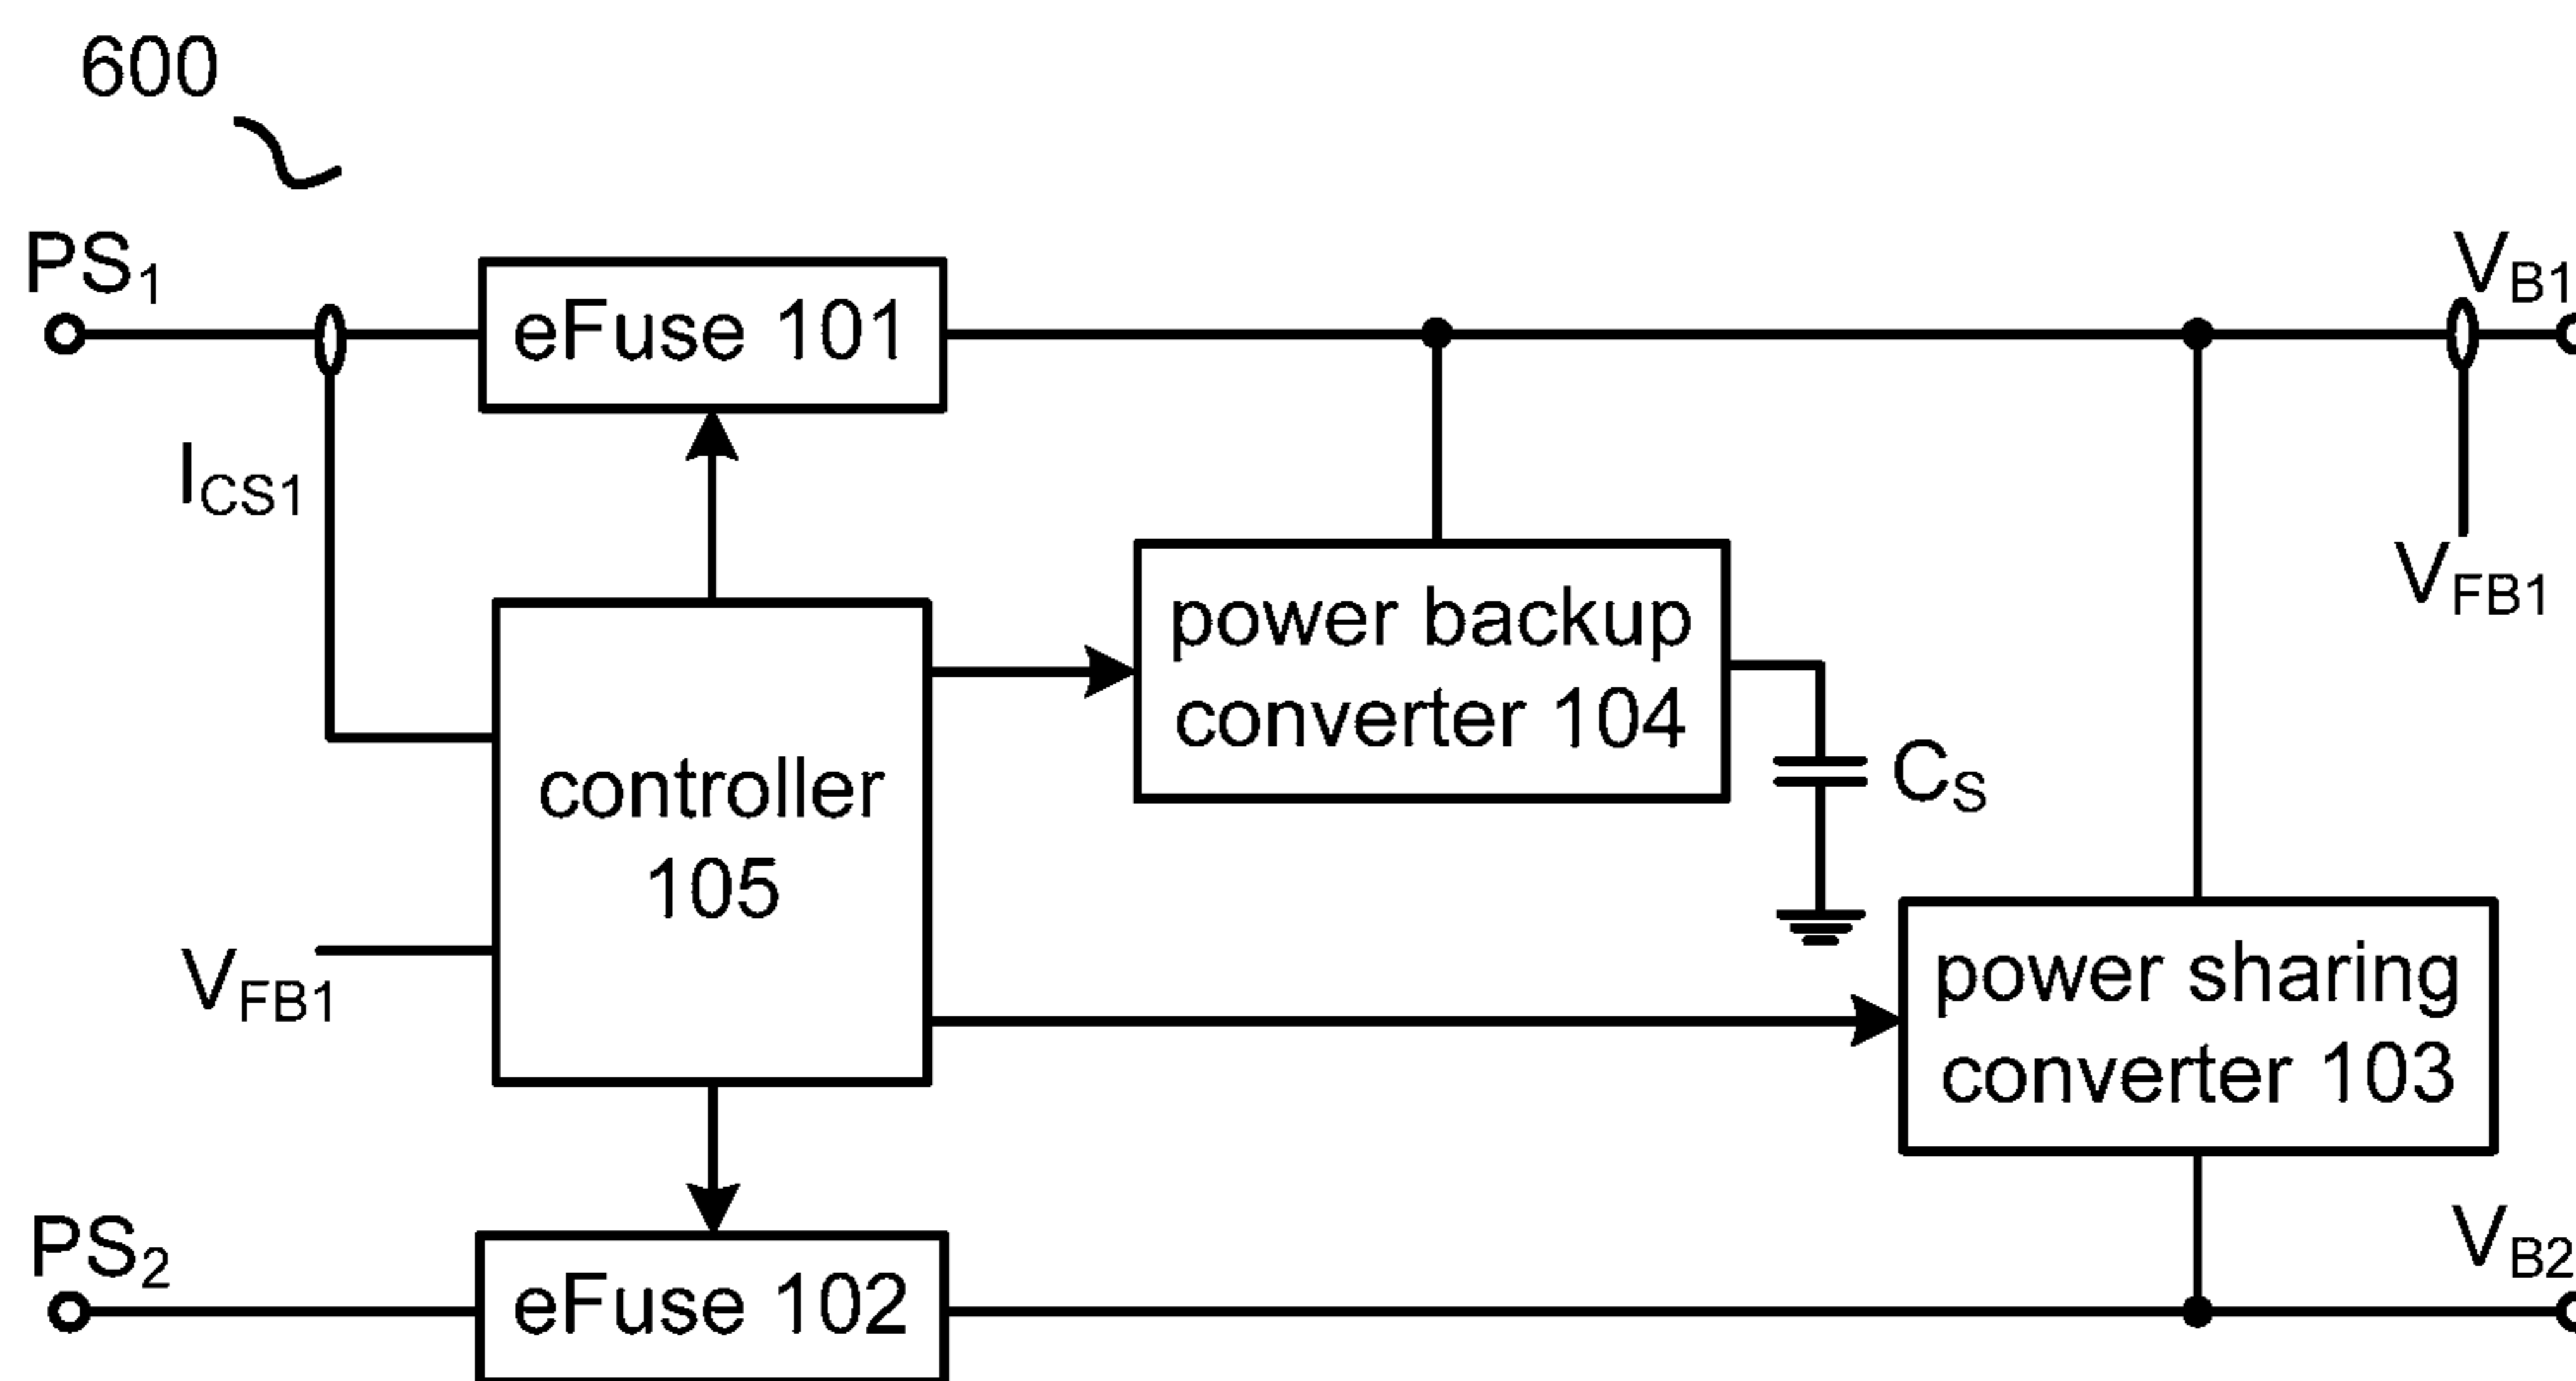 600
PS1
eFuse 101
VB1
ICS1
VFB1
power backup
converter 104
CS
controller
105
VFB1
power sharing
converter 103
PS2
eFuse 102
VB2